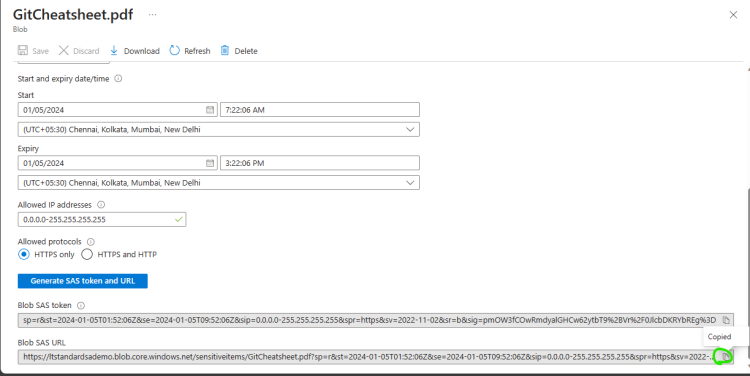 GitCheatsheet.pdf ...
Blob
Save Discard Download Refresh Delete
Start and expiry date/time
Start
01/05/2024 7:22:06 AM
(UTC+05:30) Chennai, Kolkata, Mumbai, New Delhi
Expiry
01/05/2024 3:22:06 PM
(UTC+05:30) Chennai, Kolkata, Mumbai, New Delhi
Allowed IP addresses
0.0.0.0-255.255.255.255
Allowed protocols
HTTPS only HTTPS and HTTP
Generate SAS token and URL
Blob SAS token
sp=r&st=2024-01-05T01:52:06Z&se=2024-01-05T09:52:06Z&sip=0.0.0.0-255.255.255.255&spr=https&sv=2022-11-02&sr=b&sig=pmOW3fCOwRmdyalGHCw62ytbT9%2BVr%2F0JlcbDKRYbREg%3D
Copied
Blob SAS URL
https://ltstandardsademo.blob.core.windows.net/sensitiveitems/GitCheatsheet.pdf?sp=r&st=2024-01-05T01:52:06Z&se=2024-01-05T09:52:06Z&sip=0.0.0.0-255.255.255.255&spr=https&sv=2022-...